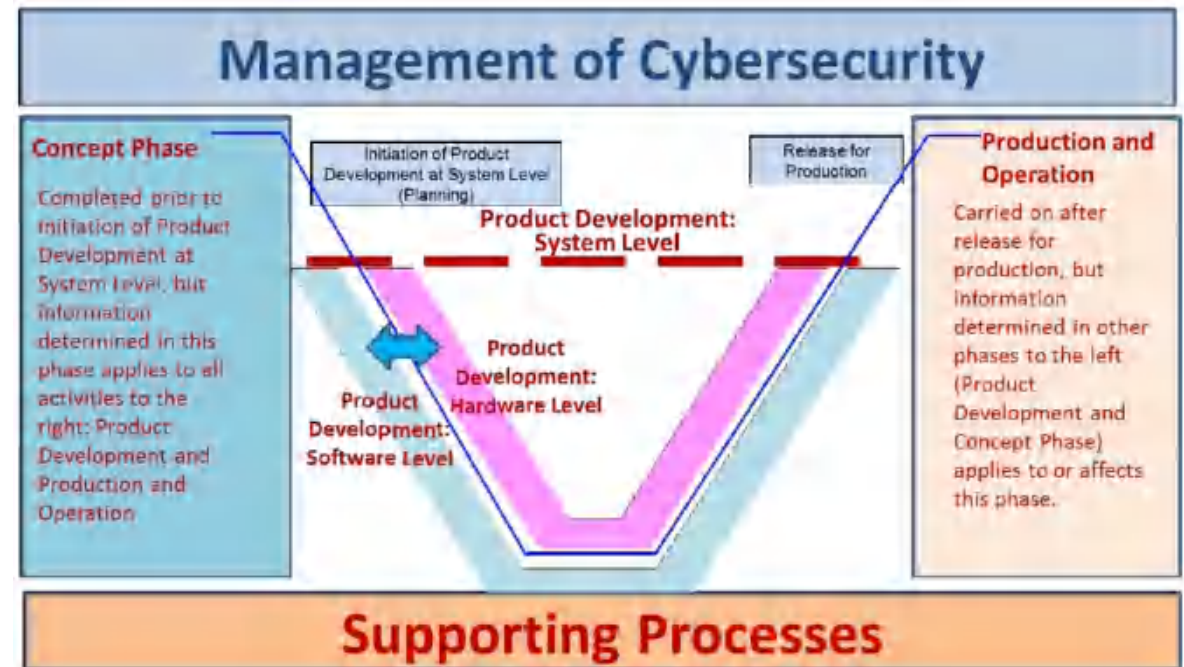 Management of Cybersecurity
Concept Phase
Completed prior to
initiation of Product
Development at
System Level, but
information
determined in this
phase applies to all
activities to the
right: Product
Development and
Production and
Operation
Initiation of Product
Development at System Level
(Planning)
Release for
Production
Product Development:
System Level
Product
Development:
Hardware Level
Product
Development:
Software Level
Production and
Operation
Carried on after
release for
production, but
information
determined in other
phases to the left
(Product
Development and
Concept Phase)
applies to or affects
this phase.
Supporting Processes